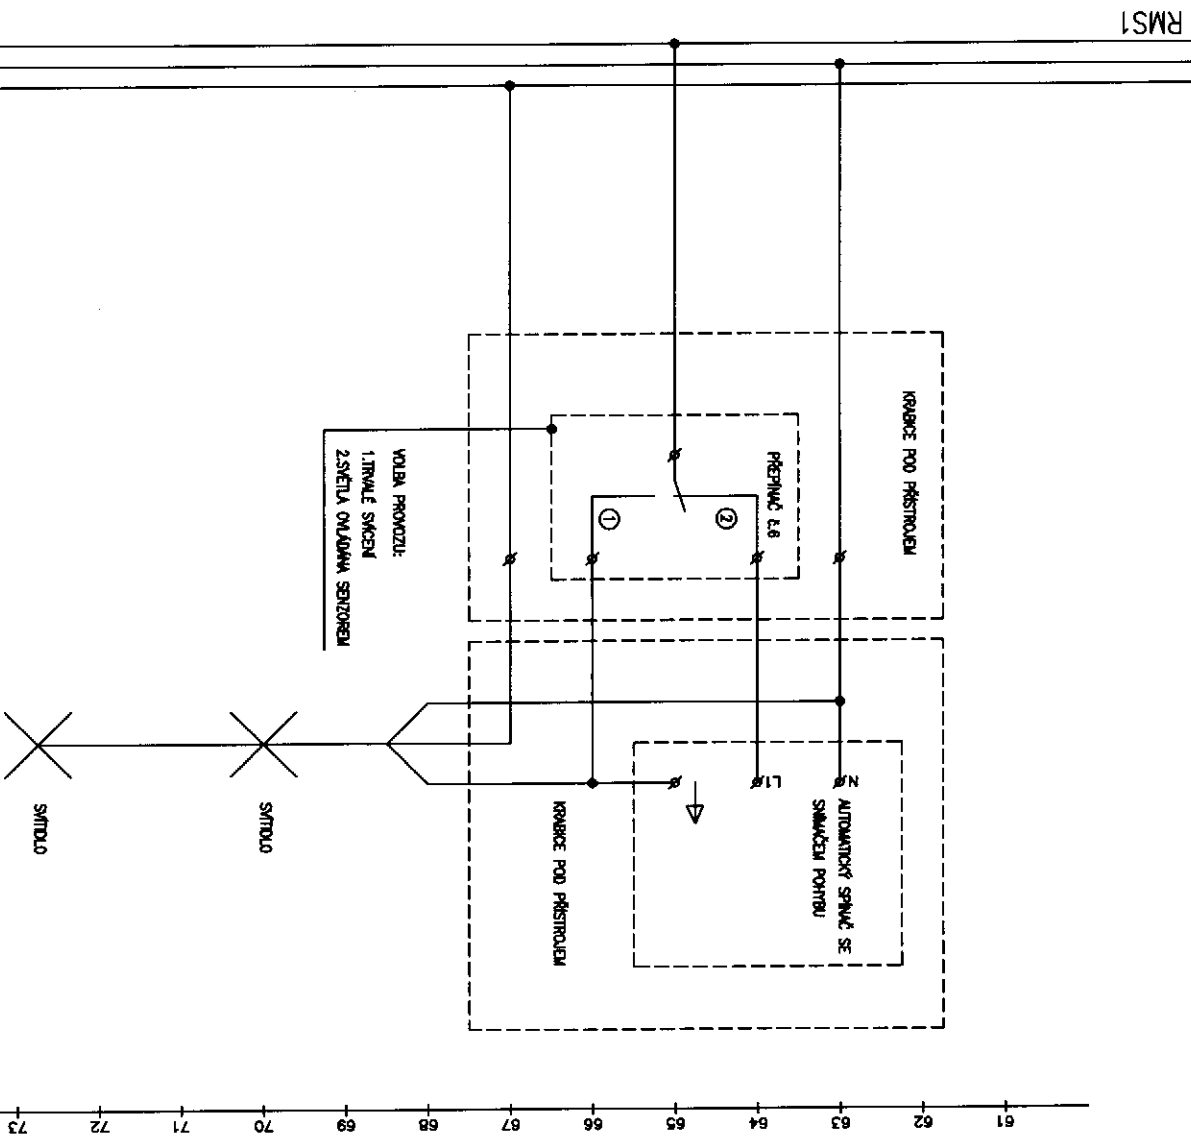 RMS1
KRABICE POD PŘÍSTROJEM
PŘEPÍNAČ č.6
1
2
VOLBA PROVOZU:
1.TRVALÉ SVÍCENÍ
2.SVĚTLA OVLÁDÁNA SENZOREM
N
L1
AUTOMATICKÝ SPÍNAČ SE
SNÍMAČEM POHYBU
KRABICE POD PŘÍSTROJEM
SVÍTIDLO
SVÍTIDLO
61
62
63
64
65
66
67
68
69
70
71
72
73